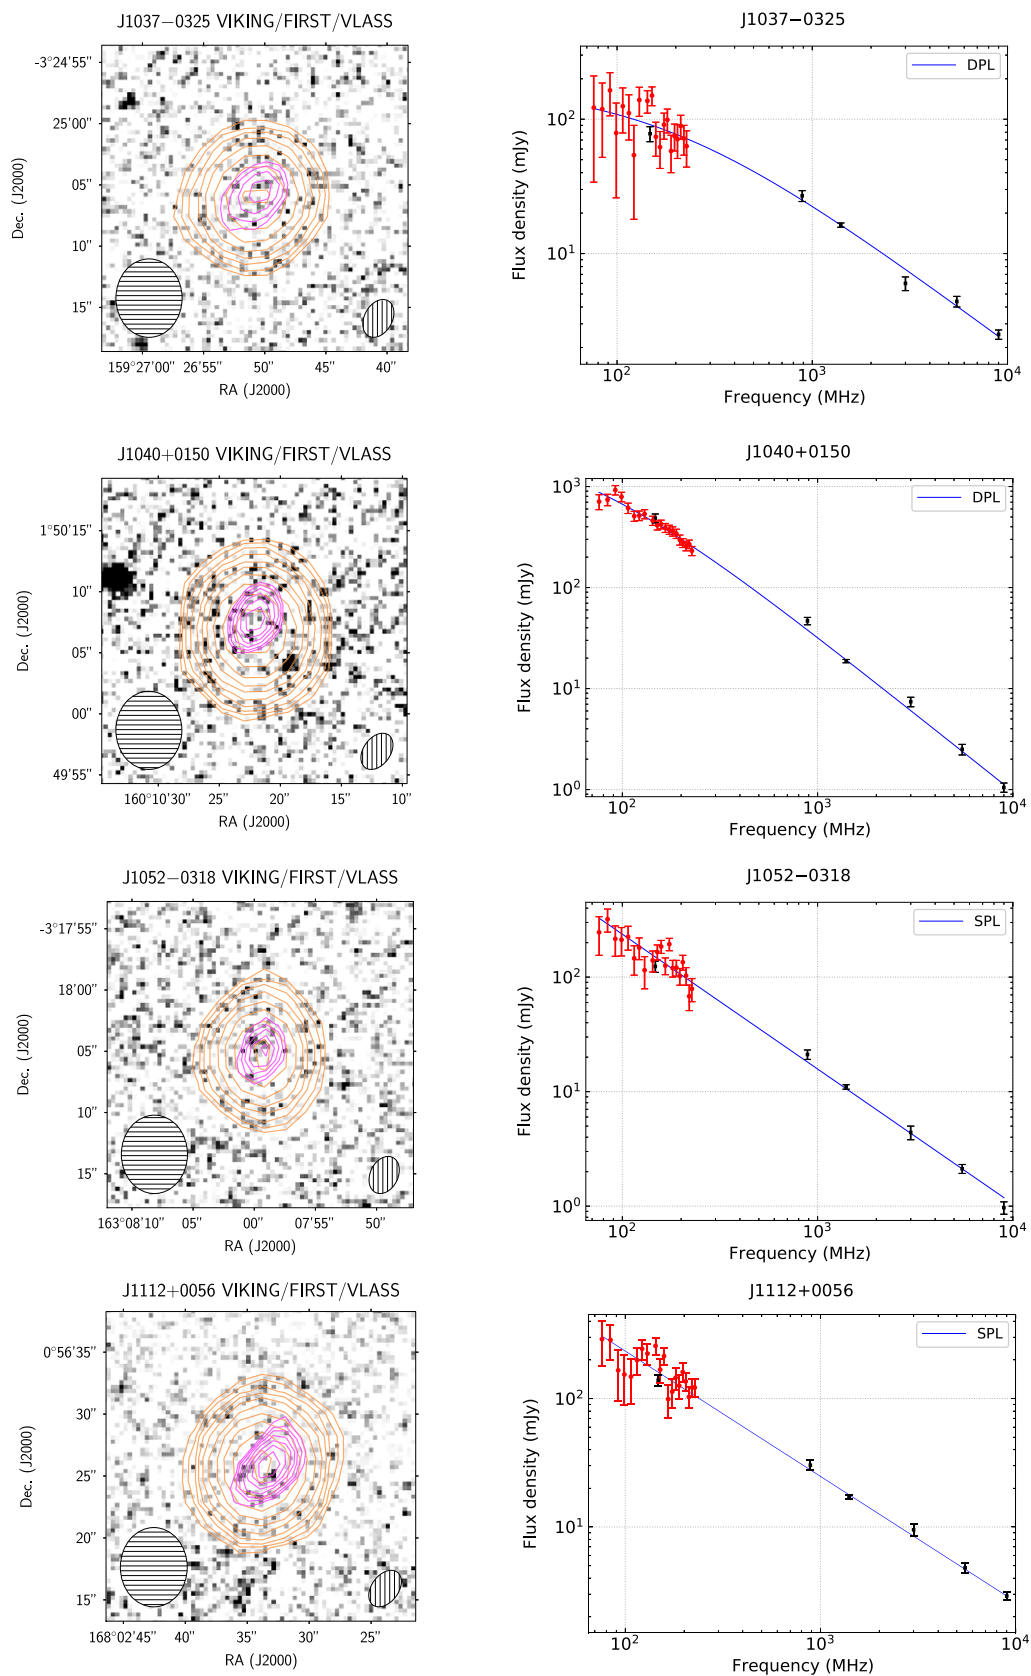 J1037−0325 VIKING/FIRST/VLASS
-3°24'55"
25'00"
05"
10"
15"
Dec. (J2000)
159°27'00" 26'55" 50" 45" 40"
RA (J2000)
J1037−0325
DPL
Flux density (mJy)
10²
10¹
10² 10³ 10⁴
Frequency (MHz)
J1040+0150 VIKING/FIRST/VLASS
1°50'15"
10"
05"
00"
49'55"
Dec. (J2000)
160°10'30" 25" 20" 15" 10"
RA (J2000)
J1040+0150
DPL
Flux density (mJy)
10³
10²
10¹
10⁰
10² 10³ 10⁴
Frequency (MHz)
J1052−0318 VIKING/FIRST/VLASS
-3°17'55"
18'00"
05"
10"
15"
Dec. (J2000)
163°08'10" 05" 00" 07'55" 50"
RA (J2000)
J1052−0318
SPL
Flux density (mJy)
10²
10¹
10⁰
10² 10³ 10⁴
Frequency (MHz)
J1112+0056 VIKING/FIRST/VLASS
0°56'35"
30"
25"
20"
15"
Dec. (J2000)
168°02'45" 40" 35" 30" 25"
RA (J2000)
J1112+0056
SPL
Flux density (mJy)
10²
10¹
10² 10³ 10⁴
Frequency (MHz)